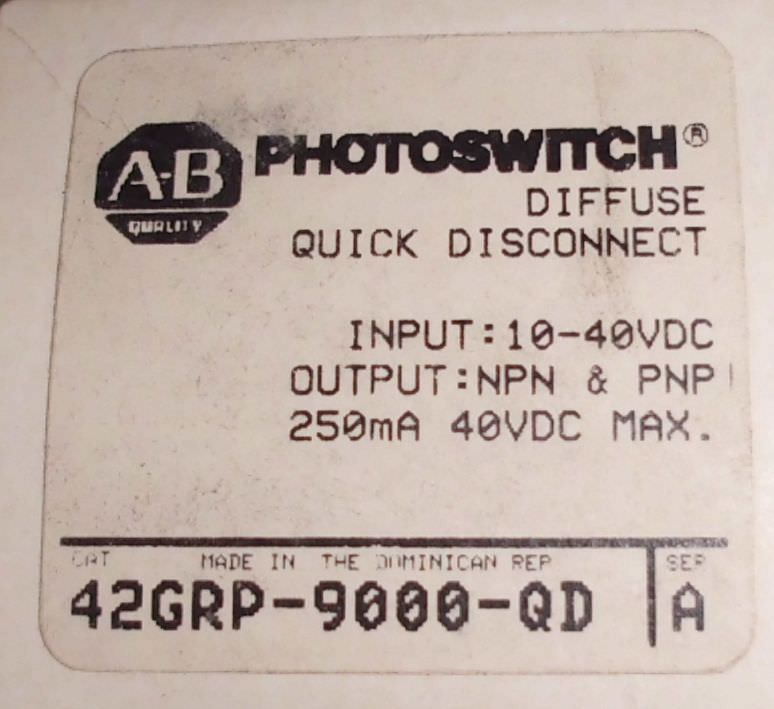 A-B
QUALITY
PHOTOSWITCH®
DIFFUSE
QUICK DISCONNECT
INPUT:10-40VDC
OUTPUT:NPN & PNP
250mA 40VDC MAX.
CAT MADE IN THE DOMINICAN REP SER
42GRP-9000-QD A